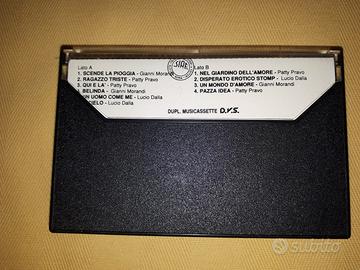 Lato A
1. SCENDE LA PIOGGIA - Gianni Morandi
2. RAGAZZO TRISTE - Patty Pravo
3. QUI E LA' - Patty Pravo
4. BELINDA - Gianni Morandi
UN UOMO COME ME - Lucio Dalla
CIELO - Lucio Dalla
Lato B
1. NEL GIARDINO DELL'AMORE - Patty Pravo
2. DISPERATO EROTICO STOMP - Lucio Dalla
3. UN MONDO D'AMORE - Gianni Morandi
4. PAZZA IDEA - Patty Pravo
DUPL. MUSICASSETTE D.V.S.
subito